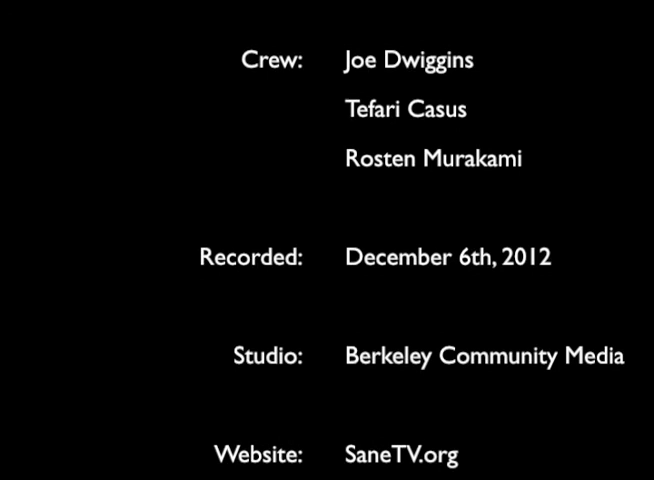 Crew: Joe Dwiggins
Tefari Casus
Rosten Murakami
Recorded: December 6th, 2012
Studio: Berkeley Community Media
Website: SaneTV.org